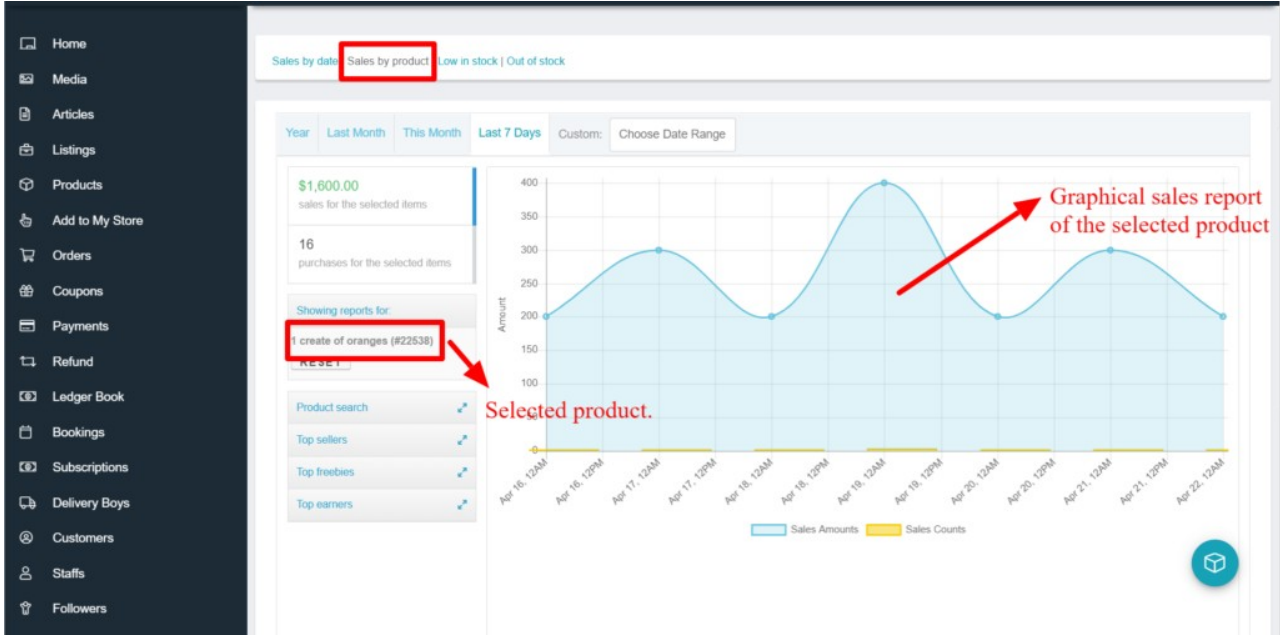 Home
Media
Articles
Listings
Products
Add to My Store
Orders
Coupons
Payments
Refund
Ledger Book
Bookings
Subscriptions
Delivery Boys
Customers
Staffs
Followers
Sales by date Sales by product Low in stock | Out of stock
Year Last Month This Month Last 7 Days Custom: Choose Date Range
$1,600.00
sales for the selected items
16
purchases for the selected items
Showing reports for:
1 create of oranges (#22538)
RESET
Selected product.
Product search
Top sellers
Top freebies
Top earners
Graphical sales report
of the selected product
Amount
400
350
300
250
200
150
100
50
0
Apr 16, 12AM
Apr 16, 12PM
Apr 17, 12AM
Apr 17, 12PM
Apr 18, 12AM
Apr 18, 12PM
Apr 19, 12AM
Apr 19, 12PM
Apr 20, 12AM
Apr 20, 12PM
Apr 21, 12AM
Apr 21, 12PM
Apr 22, 12AM
Sales Amounts Sales Counts